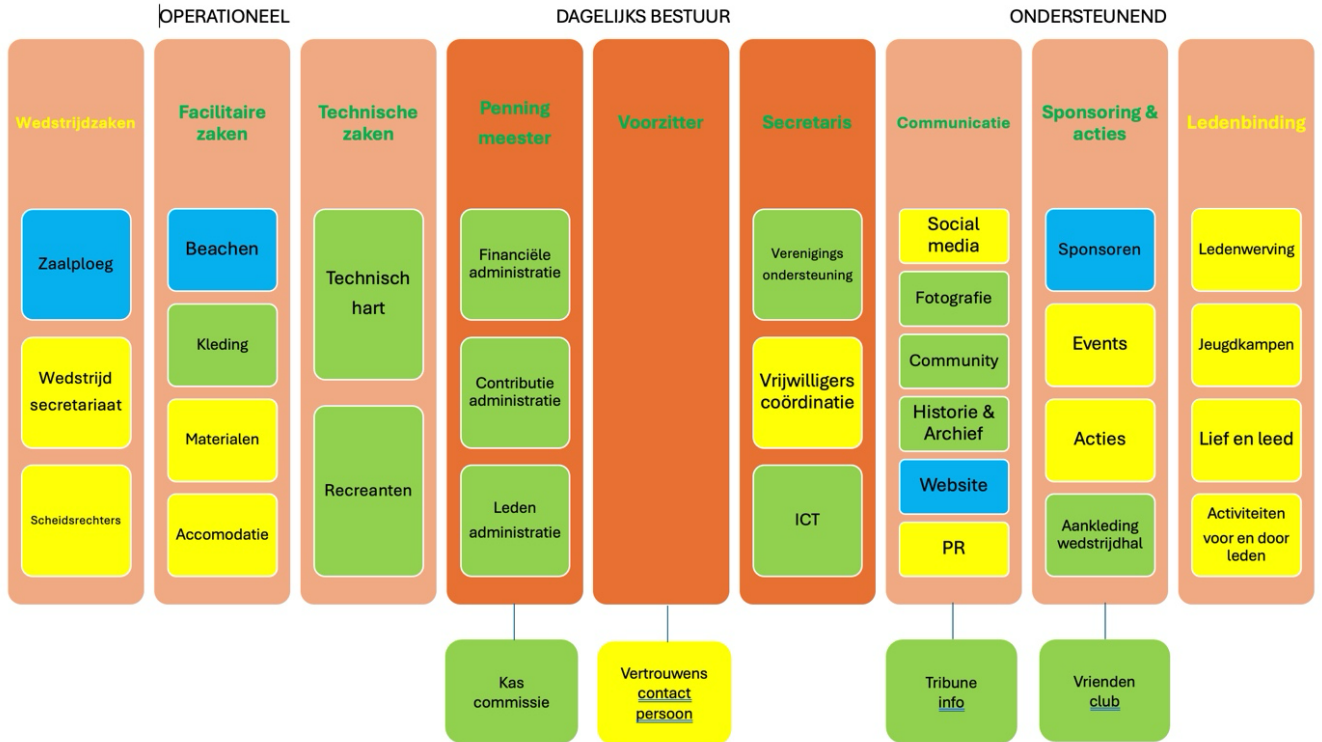 OPERATIONEEL
DAGELIJKS BESTUUR
ONDERSTEUNEND
Wedstrijdzaken
Zaalploeg
Wedstrijd
secretariaat
Scheidsrechters
Facilitaire
zaken
Beachen
Kleding
Materialen
Accomodatie
Technische
zaken
Technisch
hart
Recreanten
Penning
meester
Financiële
administratie
Contributie
administratie
Leden
administratie
Kas
commissie
Voorzitter
Vertrouwens
contact
persoon
Secretaris
Verenigings
ondersteuning
Vrijwilligers
coördinatie
ICT
Communicatie
Social
media
Fotografie
Community
Historie &
Archief
Website
PR
Tribune
info
Sponsoring &
acties
Sponsoren
Events
Acties
Aankleding
wedstrijdhal
Vrienden
club
Ledenbinding
Ledenwerving
Jeugdkampen
Lief en leed
Activiteiten
voor en door
leden